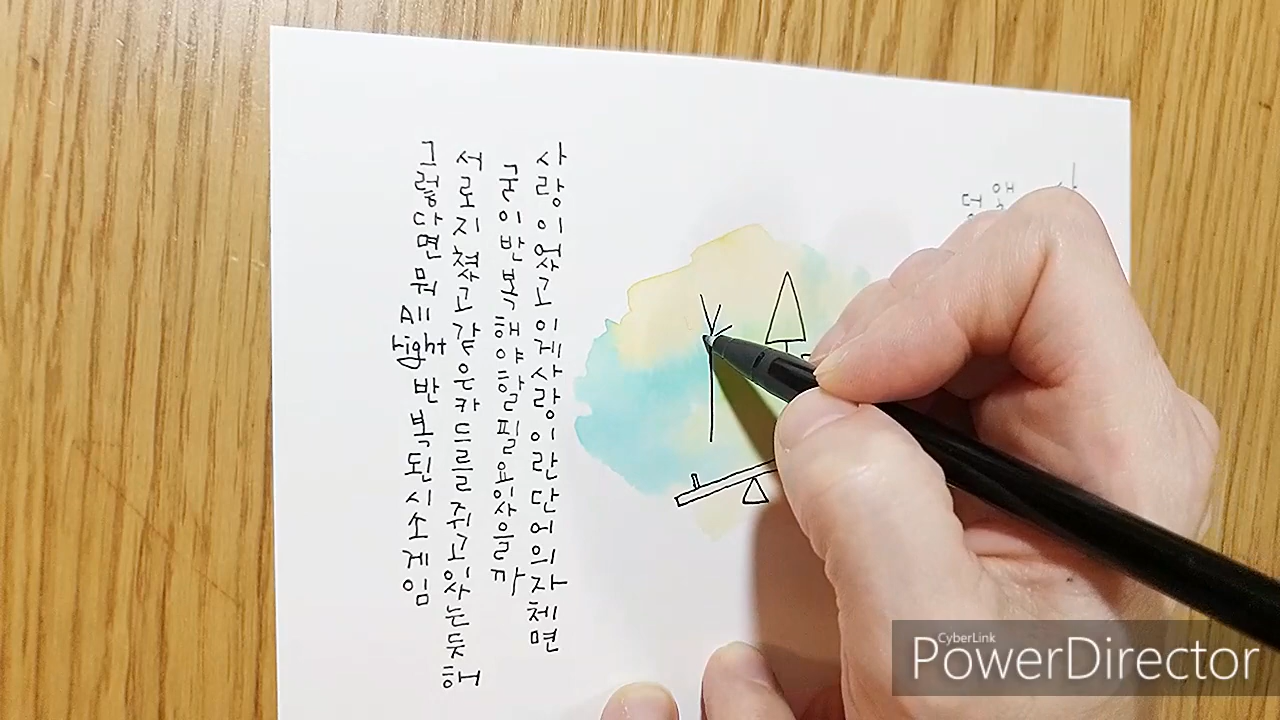 사랑이었고 이게 사랑이란 단어의 자체면
굳이 반복해야 할 필요 있을까
서로 지쳤고 같은 카드를 쥐고 있는 듯해
그렇다면 뭐 All right 반복된 시소게임
CyberLink
PowerDirector